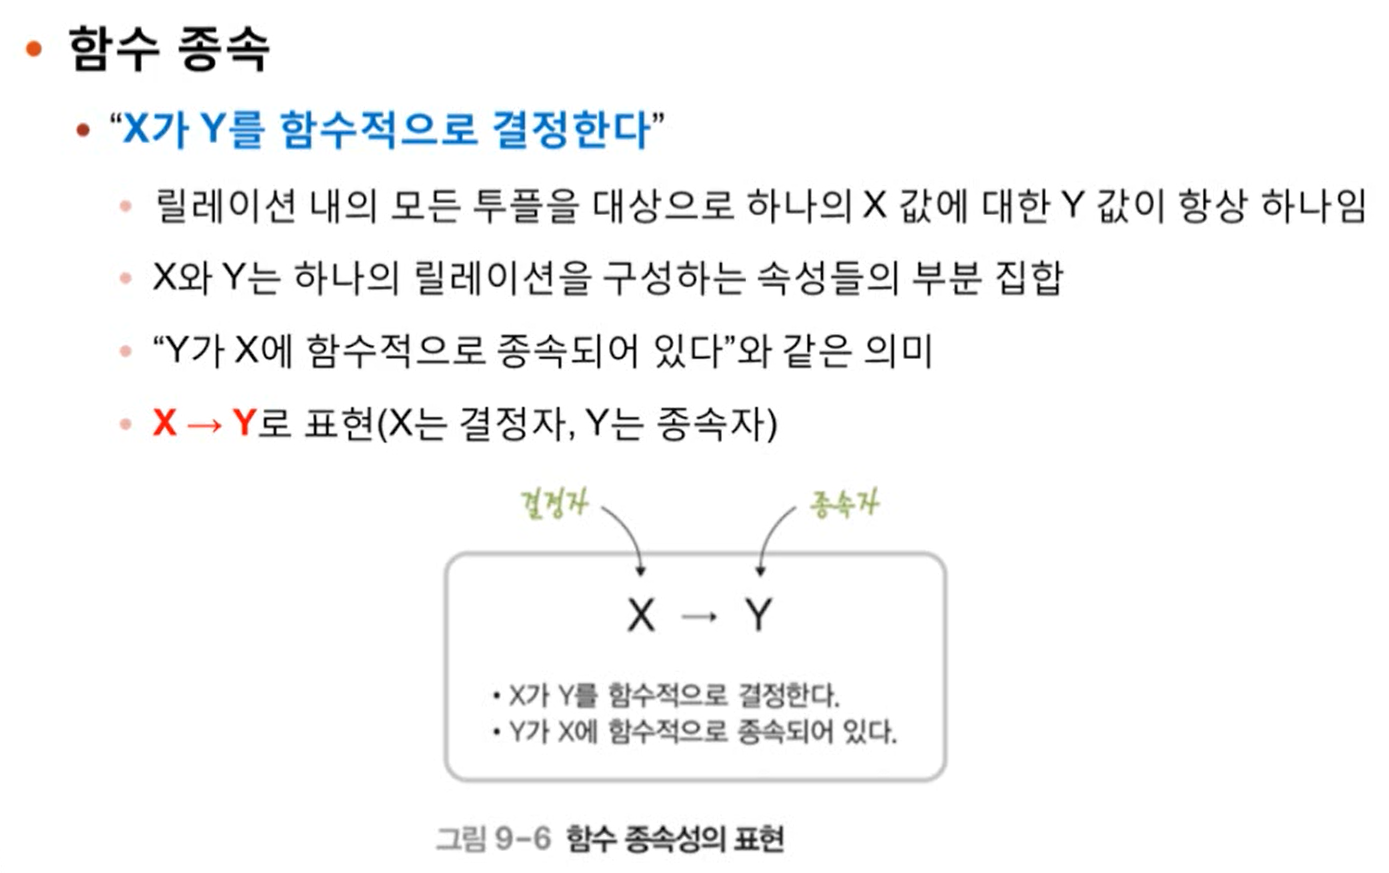 • 함수 종속
• “X가 Y를 함수적으로 결정한다”
• 릴레이션 내의 모든 투플을 대상으로 하나의 X 값에 대한 Y 값이 항상 하나임
• X와 Y는 하나의 릴레이션을 구성하는 속성들의 부분 집합
• “Y가 X에 함수적으로 종속되어 있다”와 같은 의미
• X → Y로 표현(X는 결정자, Y는 종속자)
결정자 종속자
X → Y
• X가 Y를 함수적으로 결정한다.
• Y가 X에 함수적으로 종속되어 있다.
그림 9-6 함수 종속성의 표현